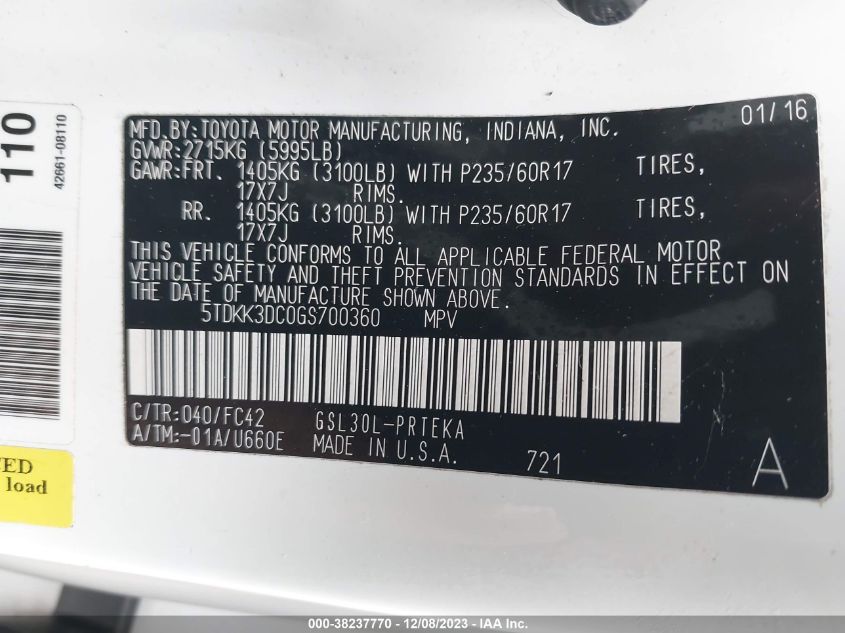 110
42661-08110
CED
load
01/16
MFD.BY:TOYOTA MOTOR MANUFACTURING, INDIANA, INC.
GVWR:2715KG (5995LB)
GAWR:FRT. 1405KG (3100LB) WITH P235/60R17 TIRES,
17X7J RIMS.
RR. 1405KG (3100LB) WITH P235/60R17 TIRES,
17X7J RIMS.
THIS VEHICLE CONFORMS TO ALL APPLICABLE FEDERAL MOTOR
VEHICLE SAFETY AND THEFT PREVENTION STANDARDS IN EFFECT ON
THE DATE OF MANUFACTURE SHOWN ABOVE.
5TDKK3DC0GS700360 MPV
C/TR:040/FC42 GSL30L-PRTEKA
A/TM:-01A/U660E MADE IN U.S.A. 721
A
000-38237770 - 12/08/2023 - IAA Inc.